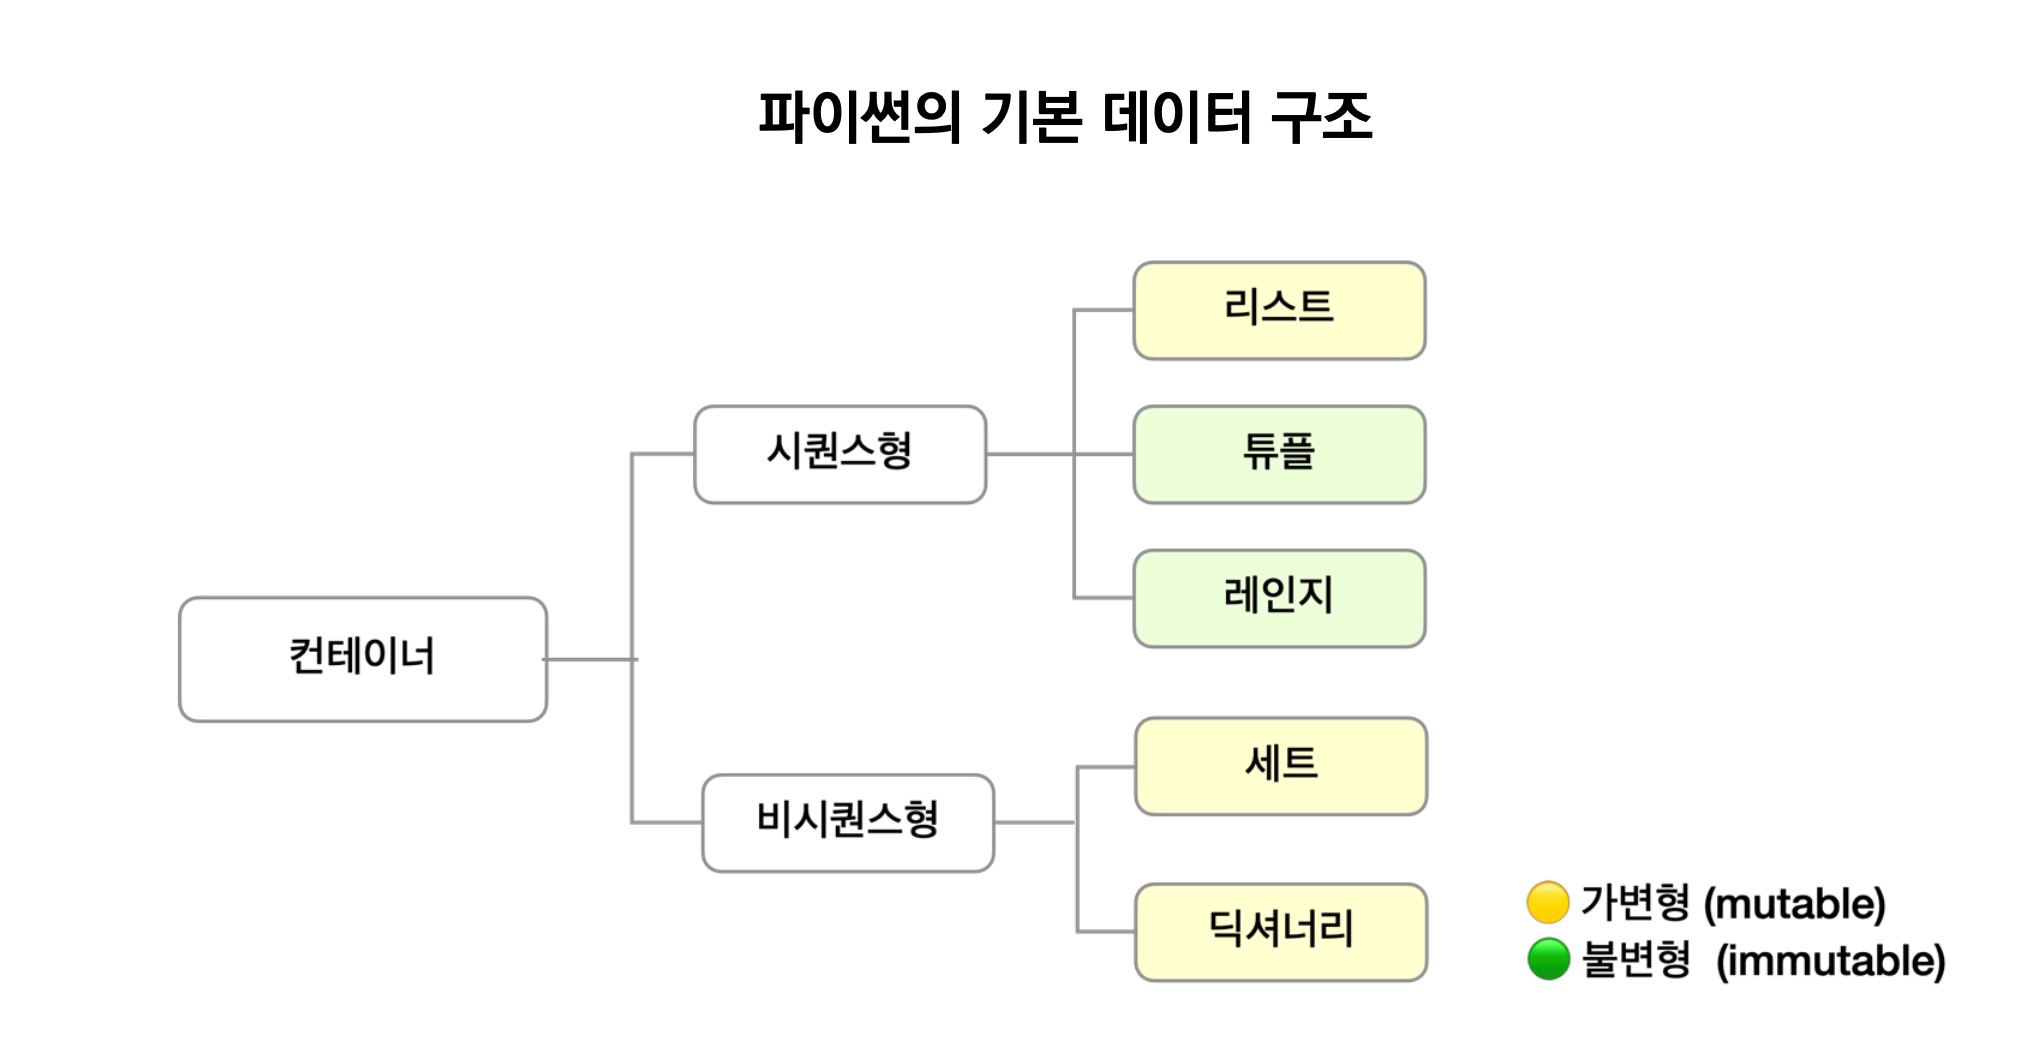 파이썬의 기본 데이터 구조
리스트
시퀀스형
튜플
레인지
컨테이너
세트
비시퀀스형
딕셔너리
가변형 (mutable)
불변형 (immutable)